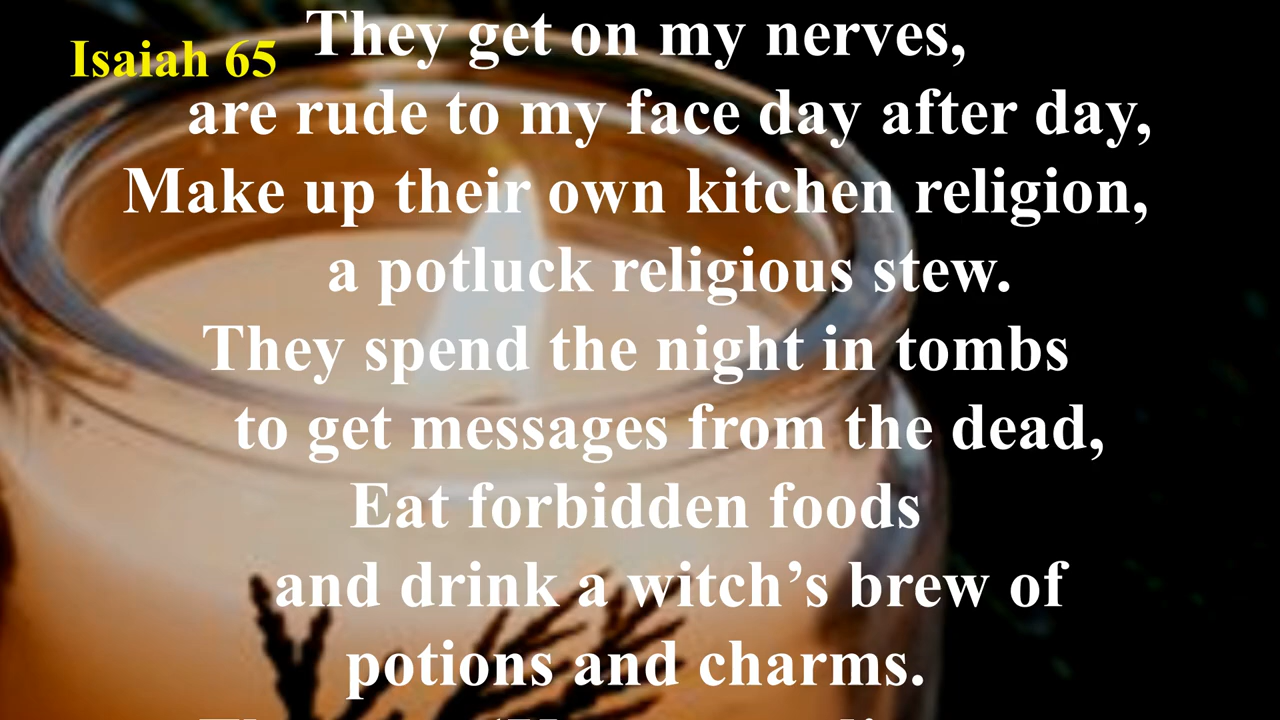 Isaiah 65
They get on my nerves,
are rude to my face day after day,
Make up their own kitchen religion,
a potluck religious stew.
They spend the night in tombs
to get messages from the dead,
Eat forbidden foods
and drink a witch’s brew of
potions and charms.